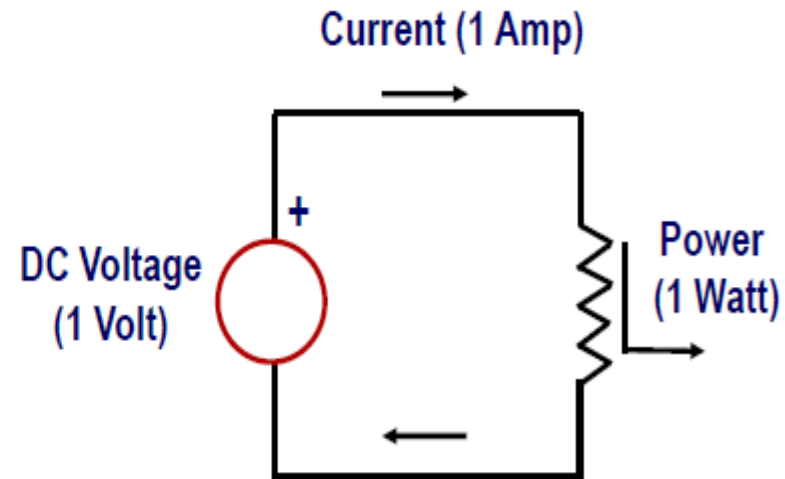 Current (1 Amp)
+
DC Voltage
(1 Volt)
Power
(1 Watt)